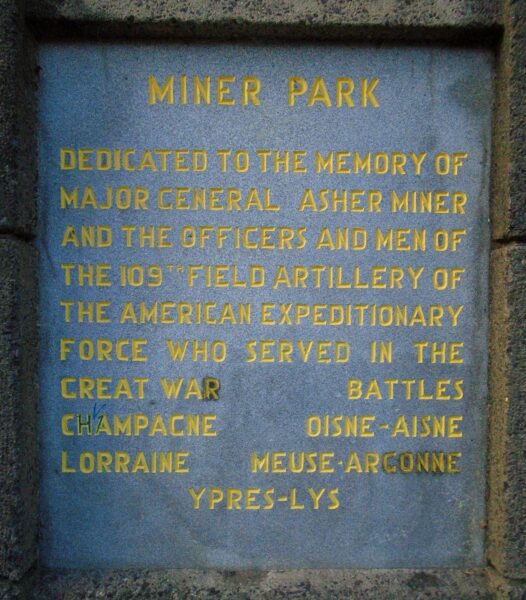 MINER PARK
DEDICATED TO THE MEMORY OF
MAJOR GENERAL ASHER MINER
AND THE OFFICERS AND MEN OF
THE 109TH FIELD ARTILLERY OF
THE AMERICAN EXPEDITIONARY
FORCE WHO SERVED IN THE
GREAT WAR BATTLES
CHAMPAGNE OISNE-AISNE
LORRAINE MEUSE·ARGONNE
YPRES-LYS